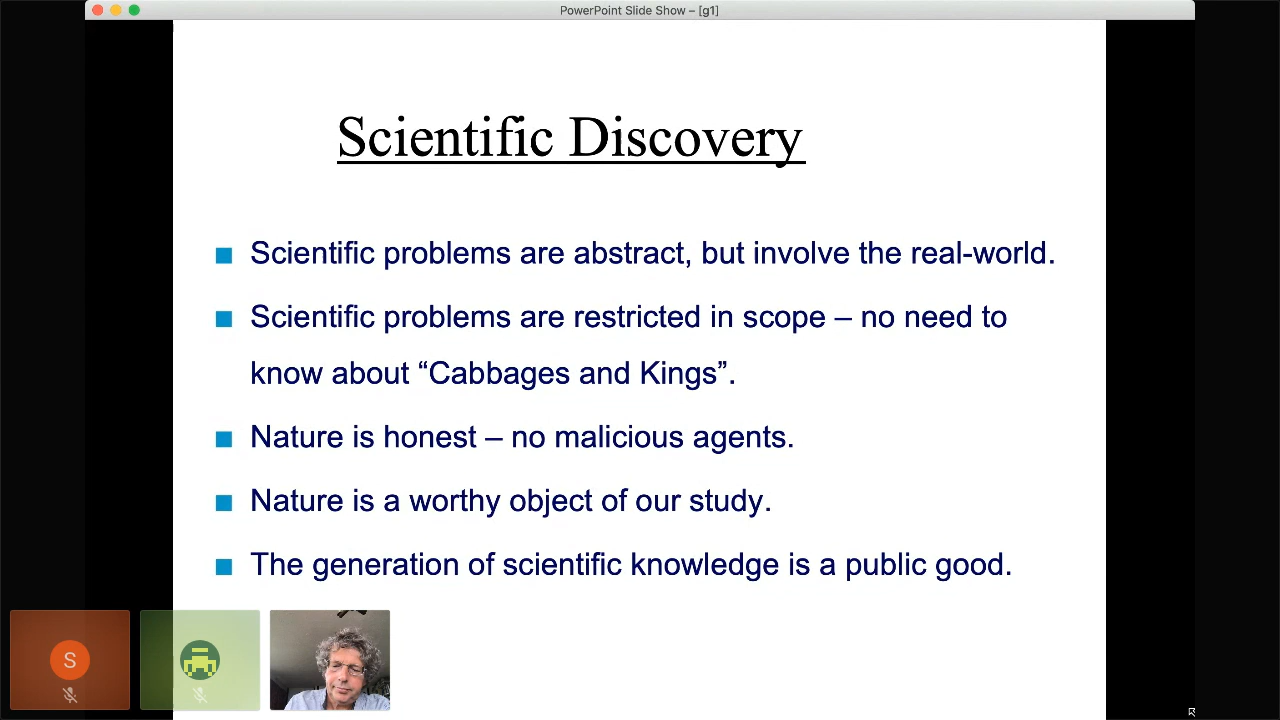 PowerPoint Slide Show – [g1]
Scientific Discovery
Scientific problems are abstract, but involve the real-world.
Scientific problems are restricted in scope – no need to
know about “Cabbages and Kings”.
Nature is honest – no malicious agents.
Nature is a worthy object of our study.
The generation of scientific knowledge is a public good.
S